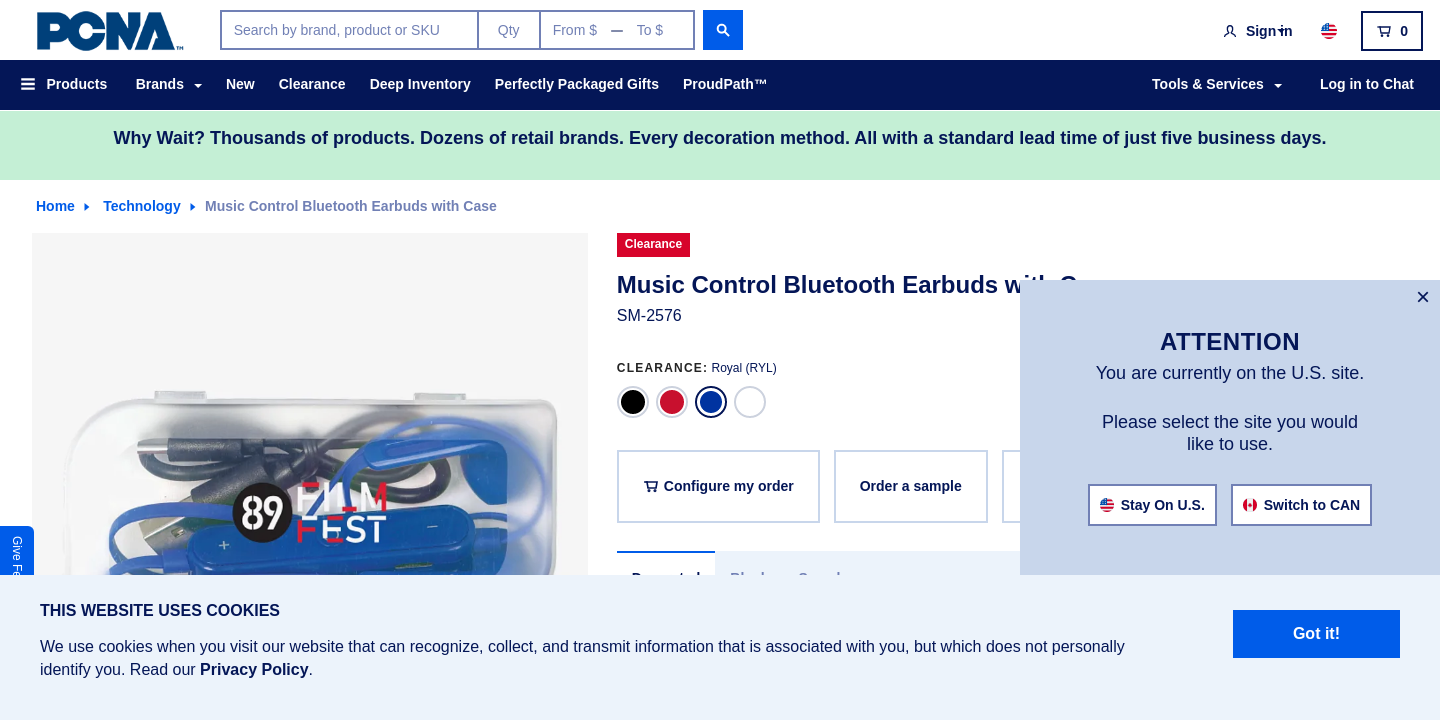 PCNA™
Search by brand, product or SKU
Qty
From $ — To $
Sign in
0
Products
Brands
New
Clearance
Deep Inventory
Perfectly Packaged Gifts
ProudPath™
Tools & Services
Log in to Chat
Why Wait? Thousands of products. Dozens of retail brands. Every decoration method. All with a standard lead time of just five business days.
Home
Technology
Music Control Bluetooth Earbuds with Case
Clearance
Music Control Bluetooth Earbuds with
SM-2576
CLEARANCE: Royal (RYL)
Configure my order
Order a sample
89
FILM
FEST
ATTENTION
You are currently on the U.S. site.
Please select the site you would
like to use.
Stay On U.S.
Switch to CAN
Give
THIS WEBSITE USES COOKIES
We use cookies when you visit our website that can recognize, collect, and transmit information that is associated with you, but which does not personally
identify you. Read our Privacy Policy.
Got it!